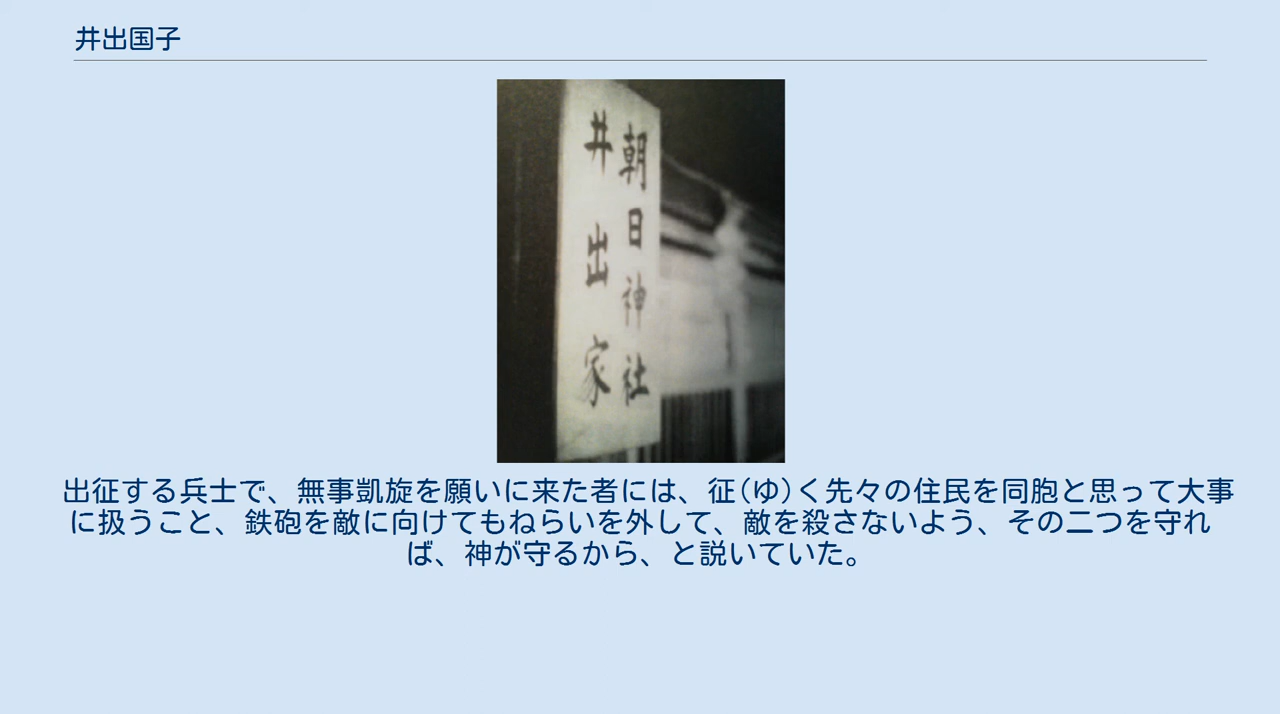 井出国子
朝日神社
井出家
出征する兵士で、無事凱旋を願いに来た者には、征(ゆ)く先々の住民を同胞と思って大事
に扱うこと、鉄砲を敵に向けてもねらいを外して、敵を殺さないよう、その二つを守れ
ば、神が守るから、と説いていた。